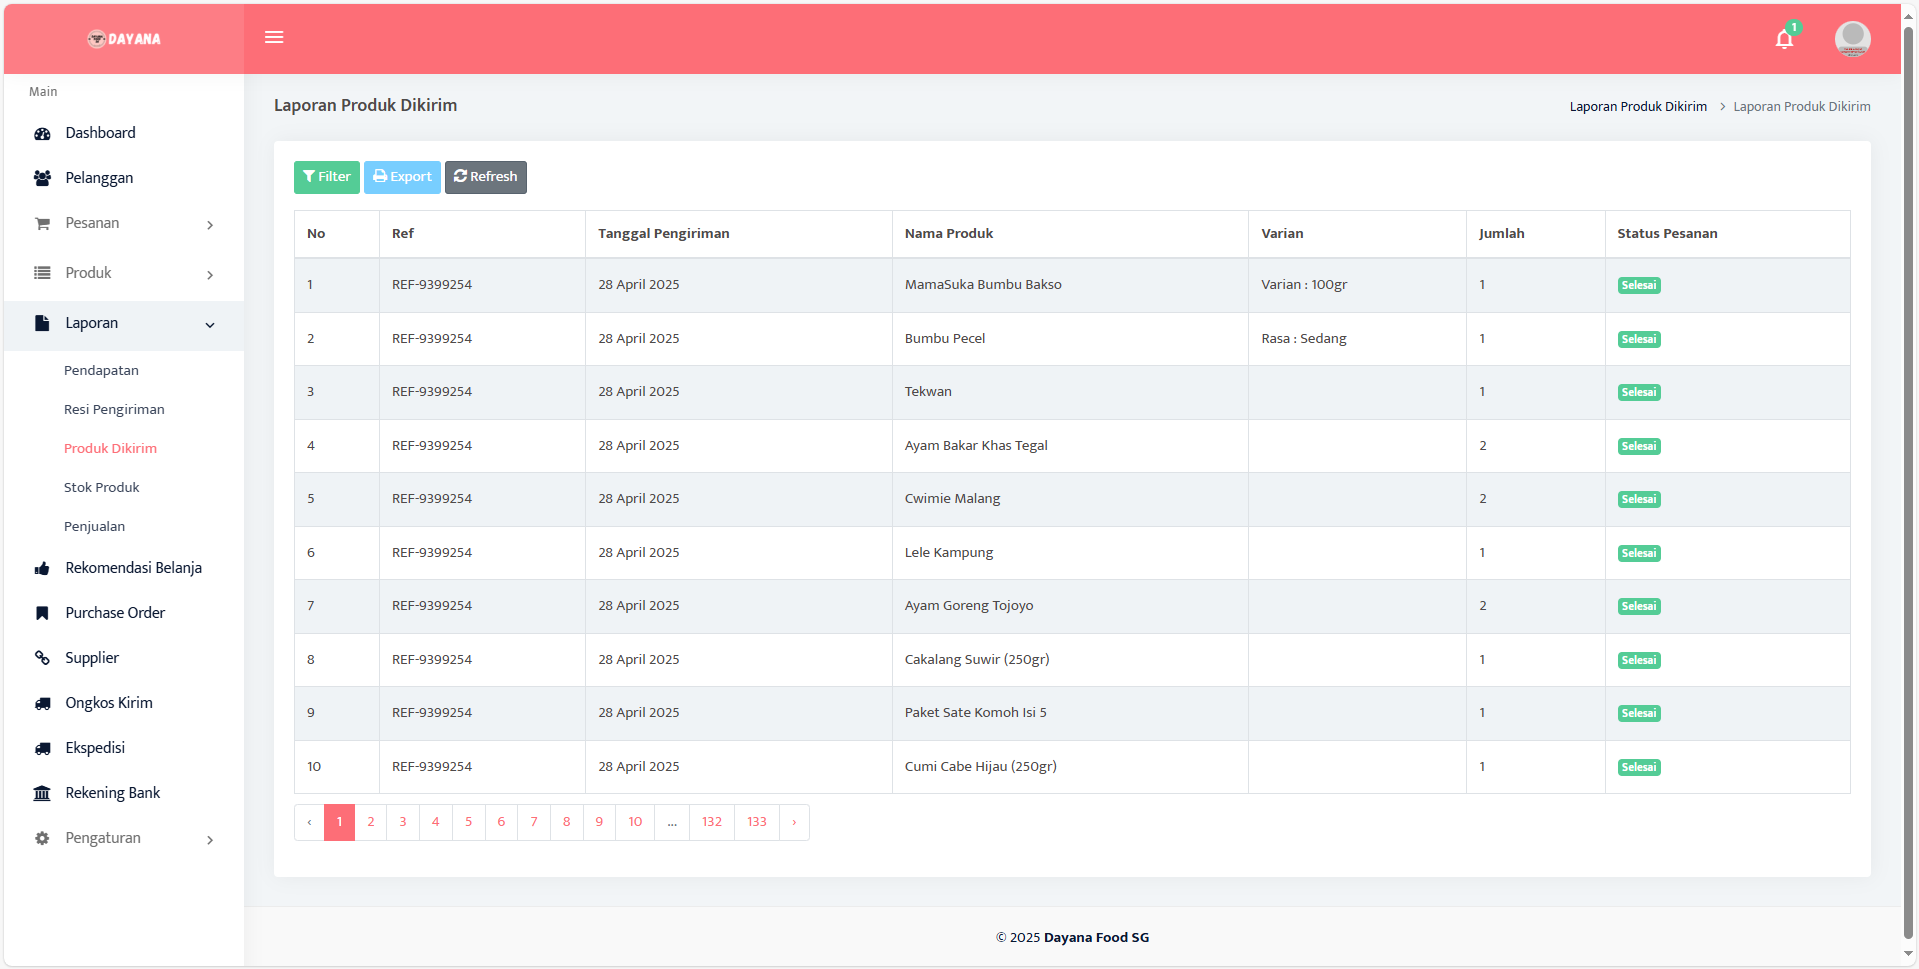 DAYANA
1
Main
Dashboard
Pelanggan
Pesanan
Produk
Laporan
Pendapatan
Resi Pengiriman
Produk Dikirim
Stok Produk
Penjualan
Rekomendasi Belanja
Purchase Order
Supplier
Ongkos Kirim
Ekspedisi
Rekening Bank
Pengaturan
Laporan Produk Dikirim
Laporan Produk Dikirim > Laporan Produk Dikirim
Filter Export Refresh
No Ref Tanggal Pengiriman Nama Produk Varian Jumlah Status Pesanan
1 REF-9399254 28 April 2025 MamaSuka Bumbu Bakso Varian : 100gr 1 Selesai
2 REF-9399254 28 April 2025 Bumbu Pecel Rasa : Sedang 1 Selesai
3 REF-9399254 28 April 2025 Tekwan 1 Selesai
4 REF-9399254 28 April 2025 Ayam Bakar Khas Tegal 2 Selesai
5 REF-9399254 28 April 2025 Cwimie Malang 2 Selesai
6 REF-9399254 28 April 2025 Lele Kampung 1 Selesai
7 REF-9399254 28 April 2025 Ayam Goreng Tojoyo 2 Selesai
8 REF-9399254 28 April 2025 Cakalang Suwir (250gr) 1 Selesai
9 REF-9399254 28 April 2025 Paket Sate Komoh Isi 5 1 Selesai
10 REF-9399254 28 April 2025 Cumi Cabe Hijau (250gr) 1 Selesai
‹ 1 2 3 4 5 6 7 8 9 10 ... 132 133 ›
© 2025 Dayana Food SG